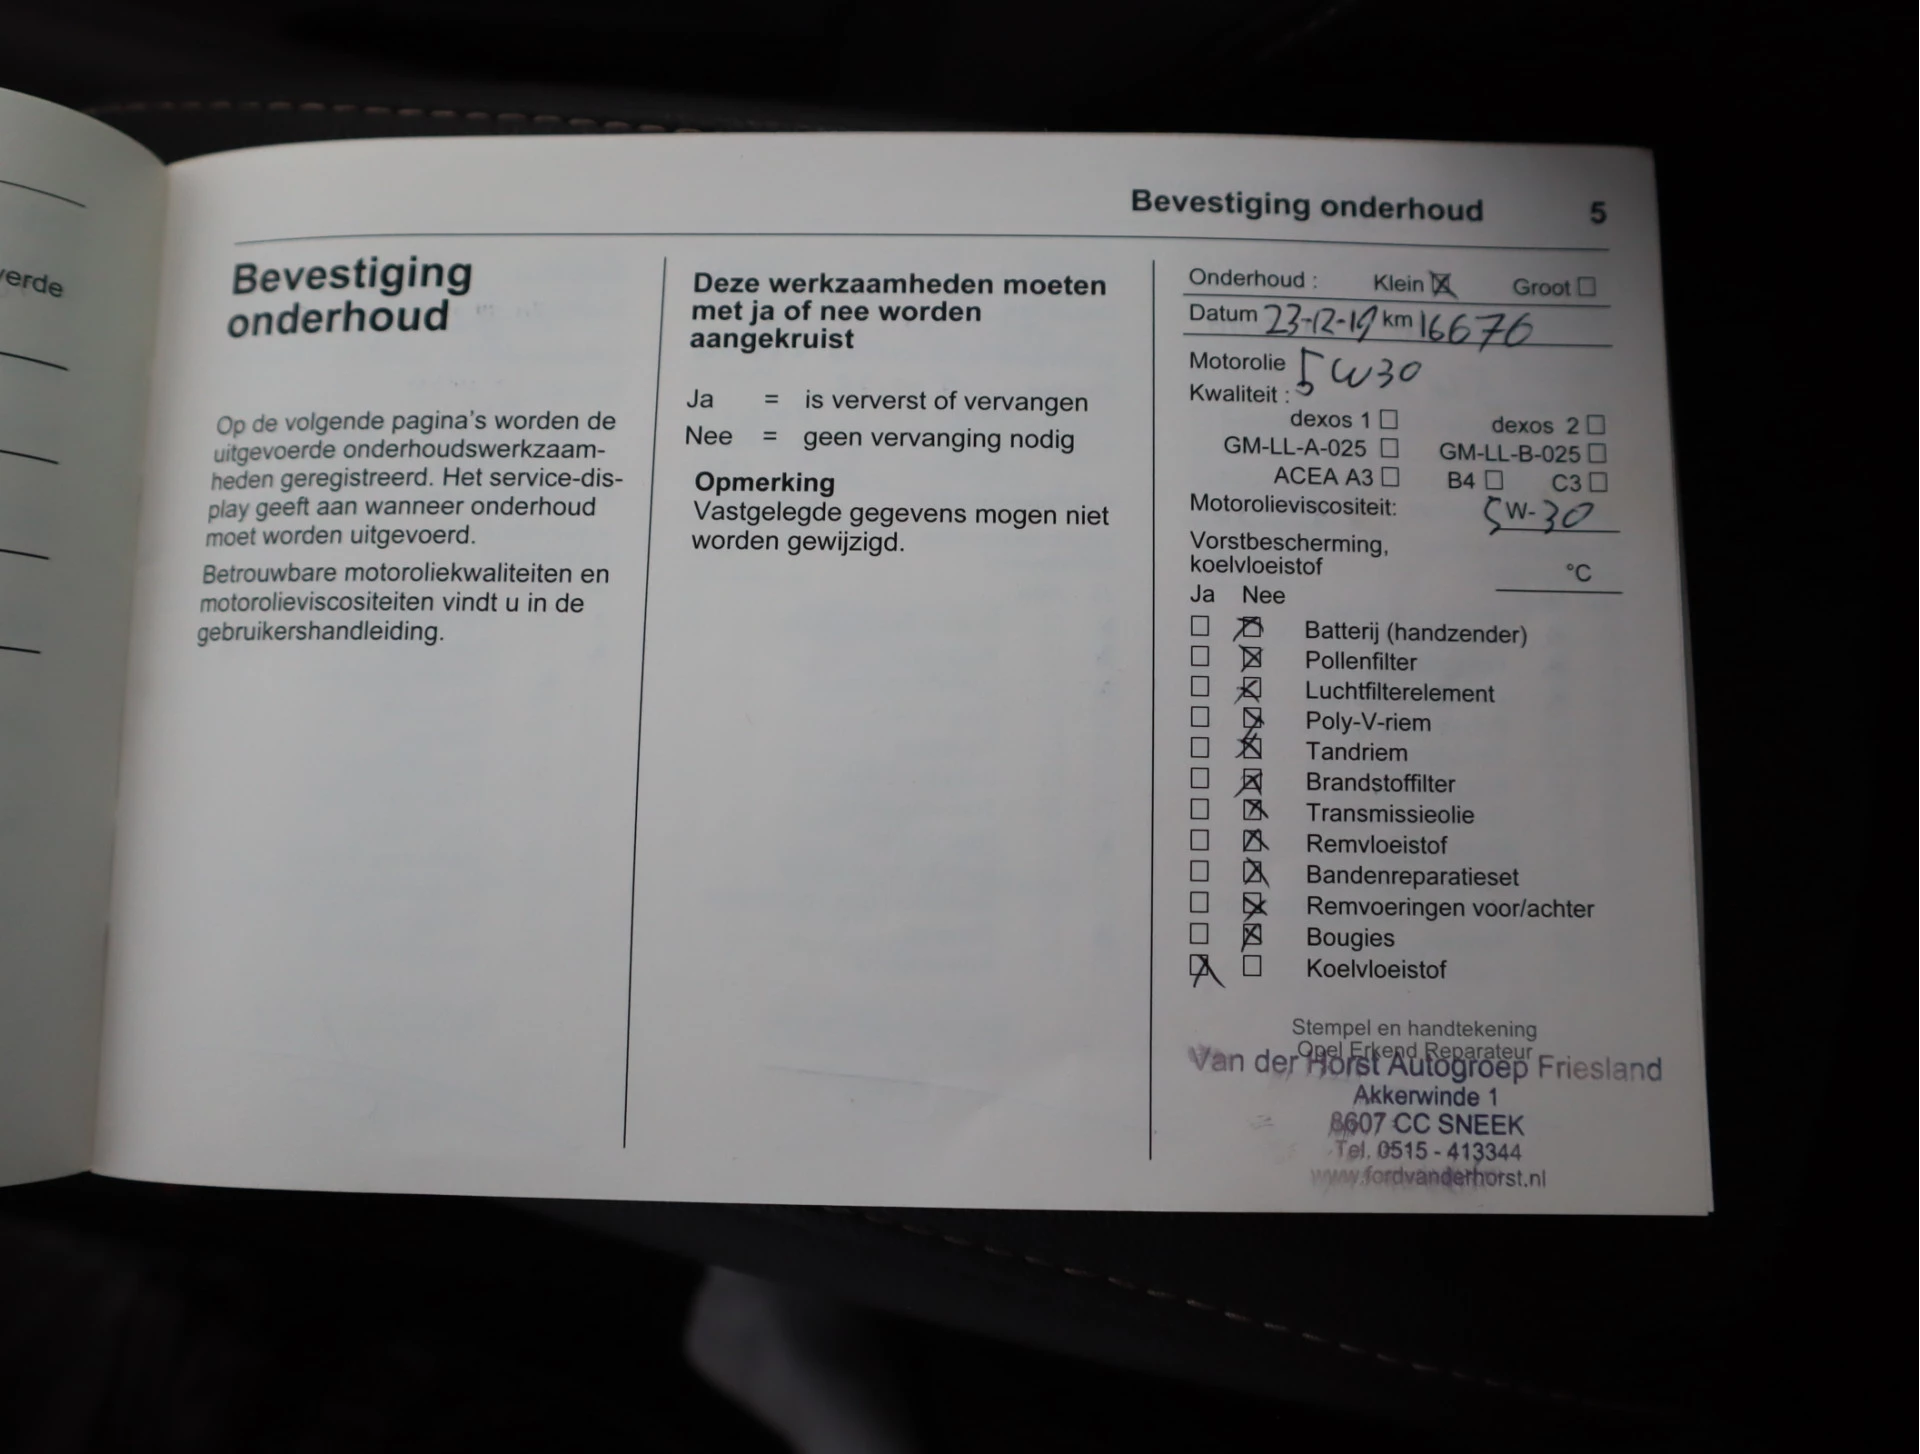 verde
Bevestiging onderhoud 5
Bevestiging
onderhoud
Op de volgende pagina's worden de
uitgevoerde onderhoudswerkzaam-
heden geregistreerd. Het service-dis-
play geeft aan wanneer onderhoud
moet worden uitgevoerd.
Betrouwbare motoroliekwaliteiten en
motorolieviscositeiten vindt u in de
gebruikershandleiding.
Deze werkzaamheden moeten
met ja of nee worden
aangekruist
Ja = is ververst of vervangen
Nee = geen vervanging nodig
Opmerking
Vastgelegde gegevens mogen niet
worden gewijzigd.
Onderhoud : Klein ☒ Groot ☐
Datum 23-12-19 km 16676
Motorolie 5W30
Kwaliteit :
dexos 1 ☐ dexos 2 ☐
GM-LL-A-025 ☐ GM-LL-B-025 ☐
ACEA A3 ☐ B4 ☐ C3 ☐
Motorolieviscositeit: 5W-30
Vorstbescherming,
koelvloeistof °C
Ja Nee
☐ ☒ Batterij (handzender)
☐ ☒ Pollenfilter
☐ ☒ Luchtfilterelement
☐ ☒ Poly-V-riem
☐ ☒ Tandriem
☐ ☒ Brandstoffilter
☐ ☒ Transmissieolie
☐ ☒ Remvloeistof
☐ ☒ Bandenreparatieset
☐ ☒ Remvoeringen voor/achter
☐ ☒ Bougies
☒ ☐ Koelvloeistof
Stempel en handtekening
Opel Erkend Reparateur
Van der Horst Autogroep Friesland
Akkerwinde 1
8607 CC SNEEK
Tel. 0515 - 413344
www.fordvanderhorst.nl